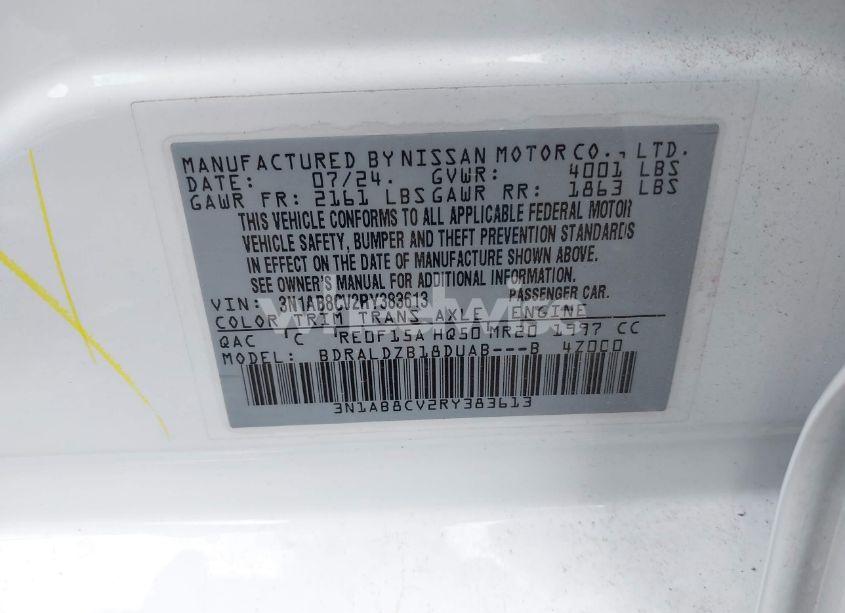 MANUFACTURED BY NISSAN MOTOR CO., LTD.
DATE: 07/24. GVWR: 4001 LBS
GAWR FR: 2161 LBS GAWR RR: 1863 LBS
THIS VEHICLE CONFORMS TO ALL APPLICABLE FEDERAL MOTOR
VEHICLE SAFETY, BUMPER AND THEFT PREVENTION STANDARDS
IN EFFECT ON THE DATE OF MANUFACTURE SHOWN ABOVE.
SEE OWNER'S MANUAL FOR ADDITIONAL INFORMATION.
VIN: 3N1AB8CV2RY383613 PASSENGER CAR.
COLOR TRIM TRANS AXLE ENGINE
QAC C RE0F15A HQ50 MR20 1997 CC
MODEL: BDRALDZB18DUAB---B 4Z000
3N1AB8CV2RY383613